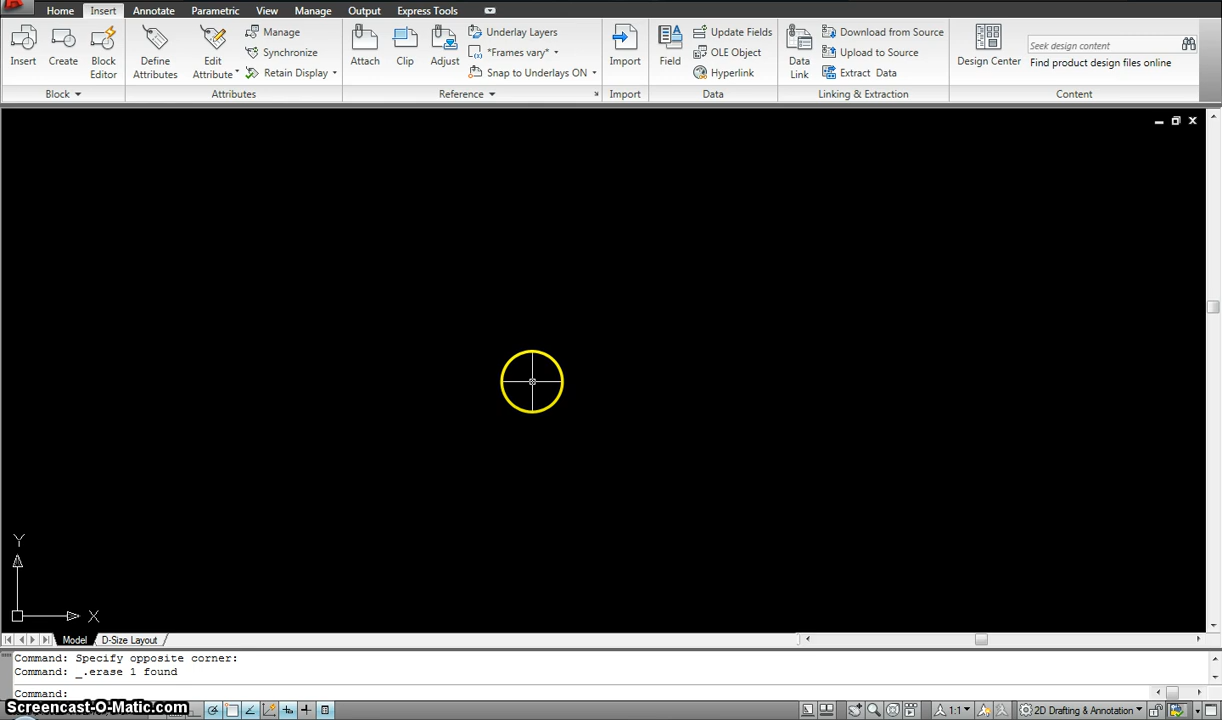 Home Insert Annotate Parametric View Manage Output Express Tools
Insert
Create
Block Editor
Define Attributes
Edit Attribute
Manage
Synchronize
Retain Display
Attach
Clip
Adjust
Underlay Layers
*Frames vary*
Snap to Underlays ON
Import
Field
Update Fields
OLE Object
Hyperlink
Data Link
Download from Source
Upload to Source
Extract Data
Design Center
Seek design content
Find product design files online
Block Attributes Reference Import Data Linking & Extraction Content
Y
X
Model D-Size Layout
Command: Specify opposite corner:
Command: _.erase 1 found
Command:
Screencast-O-Matic.com
1:1 2D Drafting & Annotation